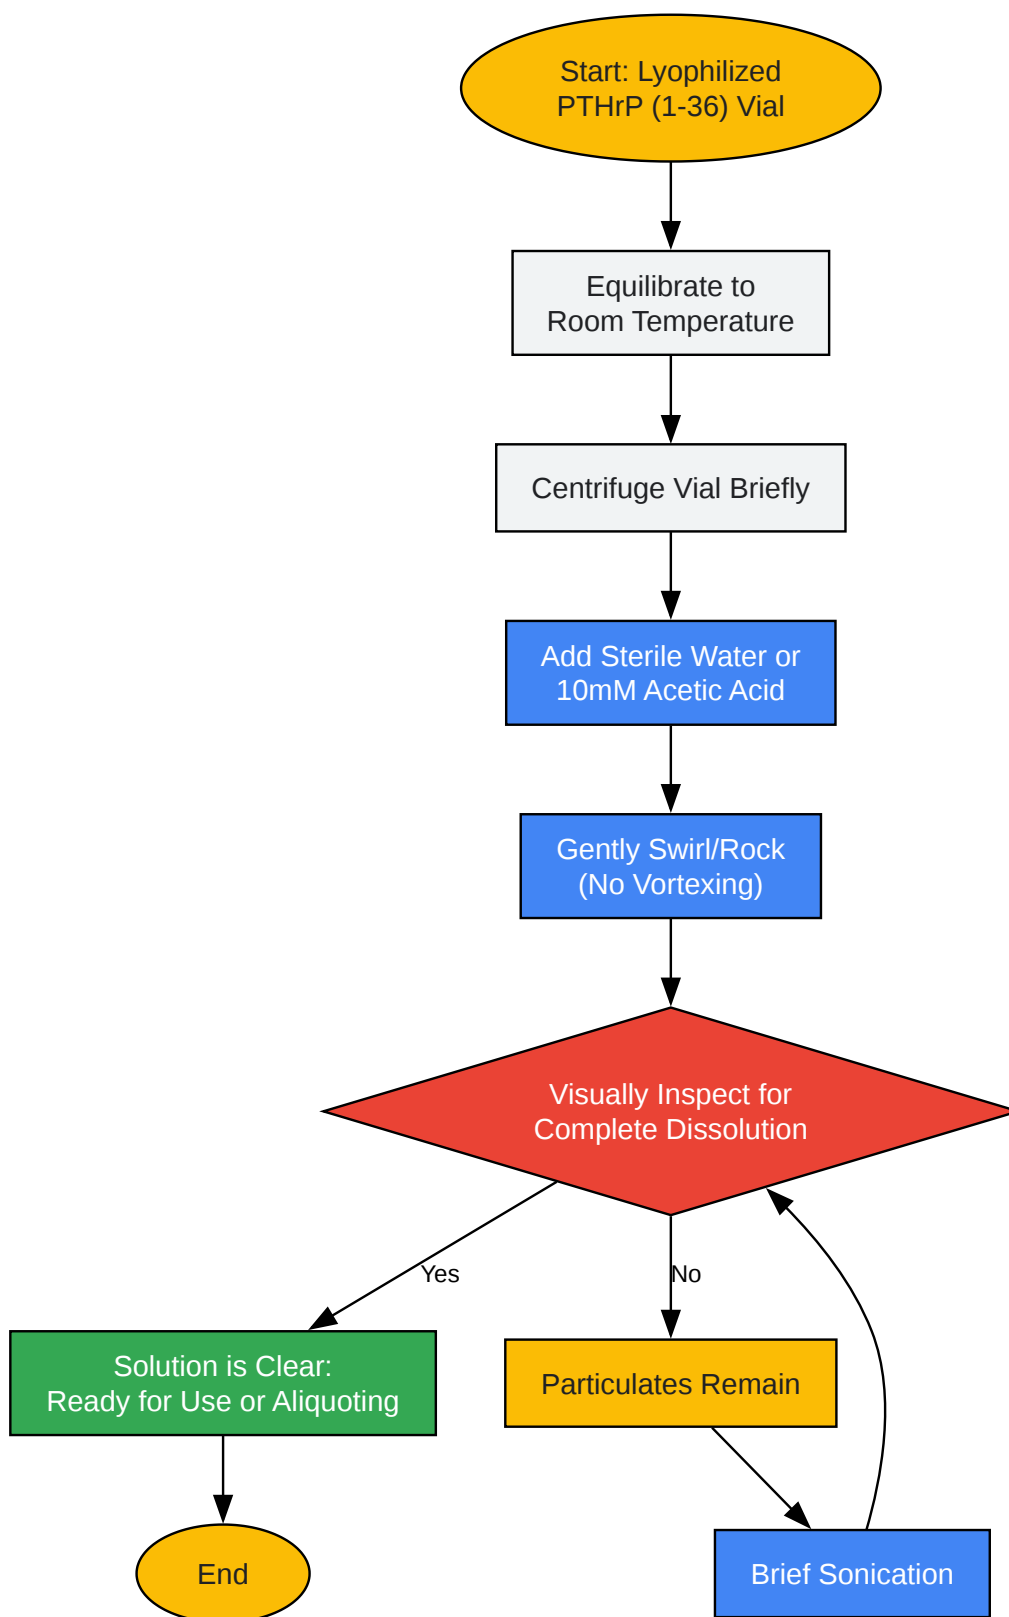 Start: Lyophilized
PTHrP (1-36) Vial
Equilibrate to
Room Temperature
Centrifuge Vial Briefly
Add Sterile Water or
10mM Acetic Acid
Gently Swirl/Rock
(No Vortexing)
Visually Inspect for
Complete Dissolution
Yes
No
Solution is Clear:
Ready for Use or Aliquoting
Particulates Remain
End
Brief Sonication